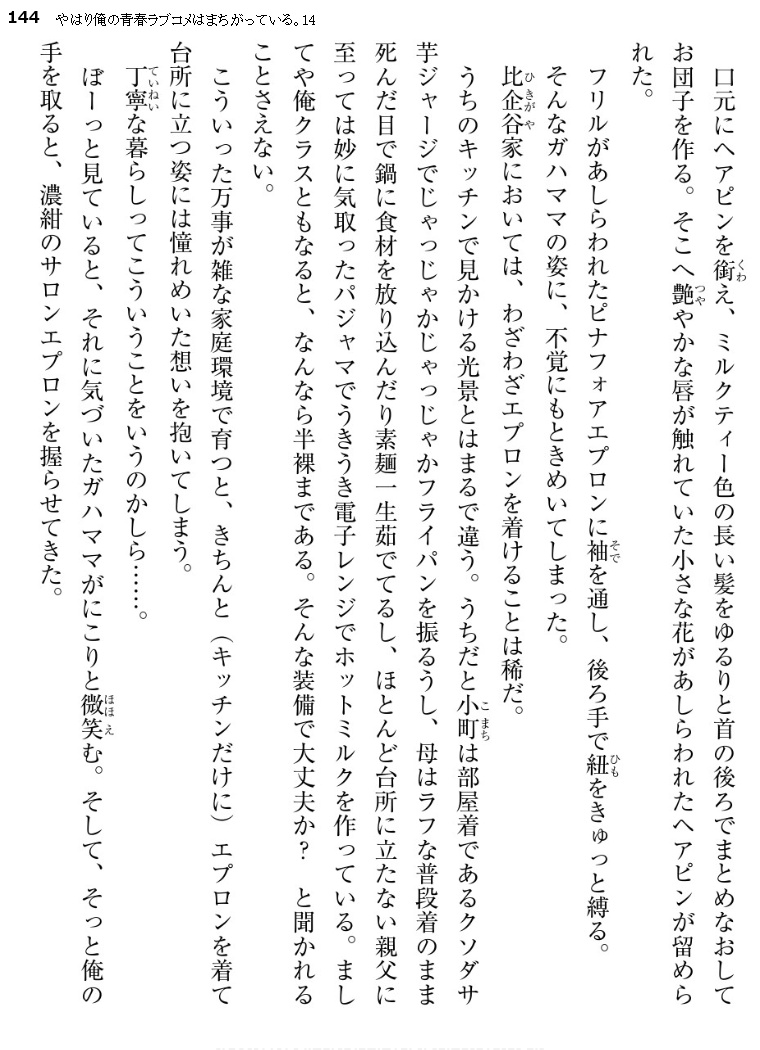 144 やはり俺の青春ラブコメはまちがっている。14
口元にヘアピンを銜え、ミルクティー色の長い髪をゆるりと首の後ろでまとめなおして
お団子を作る。そこへ艶やかな唇が触れていた小さな花があしらわれたヘアピンが留めら
れた。
フリルがあしらわれたピナフォアエプロンに袖を通し、後ろ手で紐をきゅっと縛る。
そんなガハママの姿に、不覚にもときめいてしまった。
比企谷家においては、わざわざエプロンを着けることは稀だ。
うちのキッチンで見かける光景とはまるで違う。うちだと小町は部屋着であるクソダサ
芋ジャージでじゃっじゃかじゃっじゃかフライパンを振るうし、母はラフな普段着のまま
死んだ目で鍋に食材を放り込んだり素麺一生茹でてるし、ほとんど台所に立たない親父に
至っては妙に気取ったパジャマでうきうき電子レンジでホットミルクを作っている。まし
てや俺クラスともなると、なんなら半裸まである。そんな装備で大丈夫か?　と聞かれる
ことさえない。
こういった万事が雑な家庭環境で育つと、きちんと（キッチンだけに）エプロンを着て
台所に立つ姿には憧れめいた想いを抱いてしまう。
丁寧な暮らしってこういうことをいうのかしら……。
ぼーっと見ていると、それに気づいたガハママがにこりと微笑む。そして、そっと俺の
手を取ると、濃紺のサロンエプロンを握らせてきた。